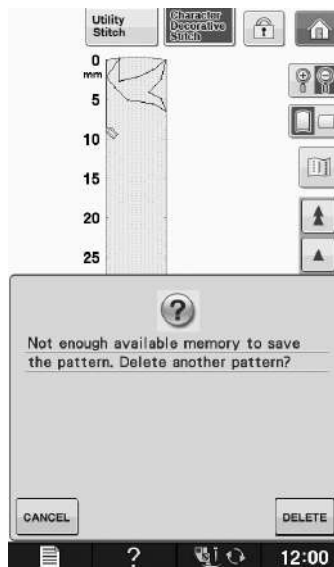 Utility
Stitch
Character
Decorative
Stitch
0
mm
5
10
15
20
25
?
Not enough available memory to save
the pattern. Delete another pattern?
CANCEL
DELETE
?
12:00